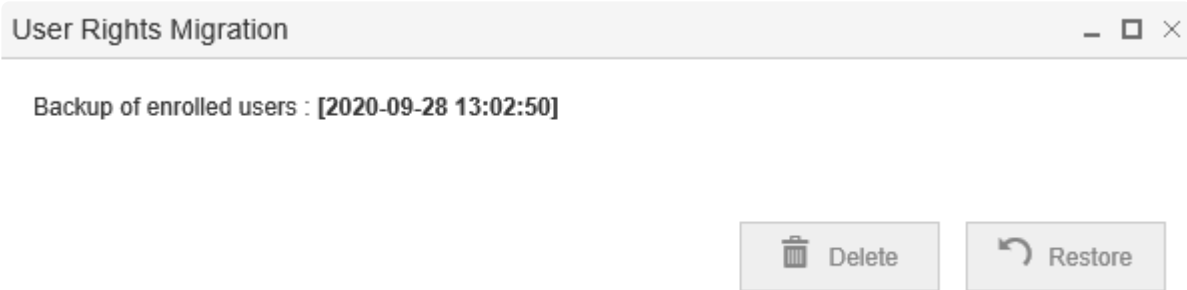 User Rights Migration
Backup of enrolled users : [2020-09-28 13:02:50]
Delete
Restore